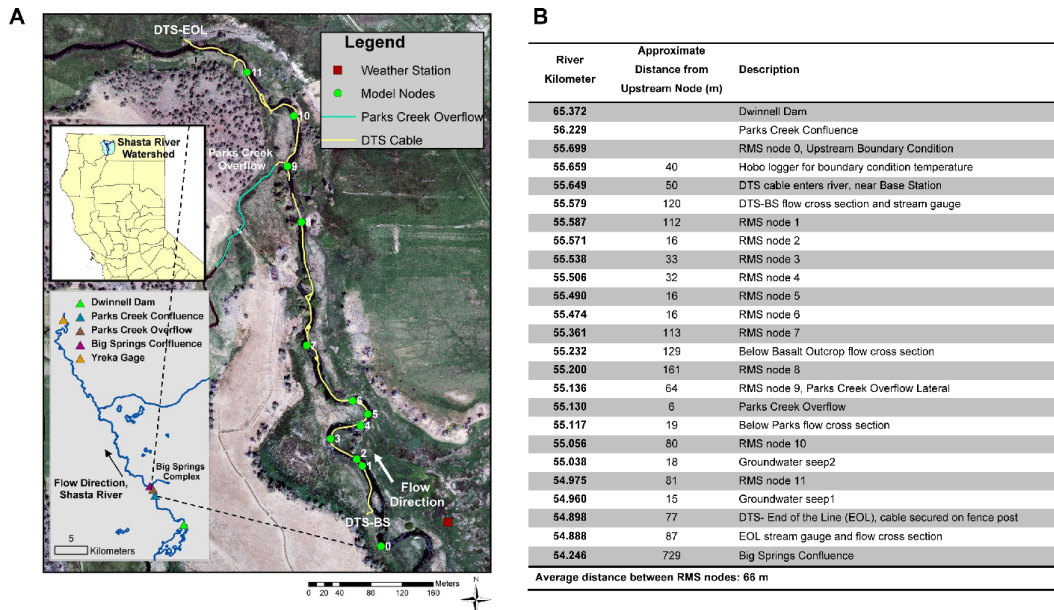 A
DTS-EOL
Legend
Weather Station
Model Nodes
Parks Creek Overflow
DTS Cable
11
10
Shasta River
Watershed
Parks Creek
Overflow
9
7
6
5
4
3
2
1
Flow
Direction
DTS-BS
0
Dwinnell Dam
Parks Creek Confluence
Parks Creek Overflow
Big Springs Confluence
Yreka Gage
Big Springs
Complex
Flow Direction,
Shasta River
5
Kilometers
Meters
0 20 40 80 120 160
N
B
River Kilometer | Approximate Distance from Upstream Node (m) | Description
65.372 Dwinnell Dam
56.229 Parks Creek Confluence
55.699 RMS node 0, Upstream Boundary Condition
55.659 40 Hobo logger for boundary condition temperature
55.649 50 DTS cable enters river, near Base Station
55.579 120 DTS-BS flow cross section and stream gauge
55.587 112 RMS node 1
55.571 16 RMS node 2
55.538 33 RMS node 3
55.506 32 RMS node 4
55.490 16 RMS node 5
55.474 16 RMS node 6
55.361 113 RMS node 7
55.232 129 Below Basalt Outcrop flow cross section
55.200 161 RMS node 8
55.136 64 RMS node 9, Parks Creek Overflow Lateral
55.130 6 Parks Creek Overflow
55.117 19 Below Parks flow cross section
55.056 80 RMS node 10
55.038 18 Groundwater seep2
54.975 81 RMS node 11
54.960 15 Groundwater seep1
54.898 77 DTS- End of the Line (EOL), cable secured on fence post
54.888 87 EOL stream gauge and flow cross section
54.246 729 Big Springs Confluence
Average distance between RMS nodes: 66 m